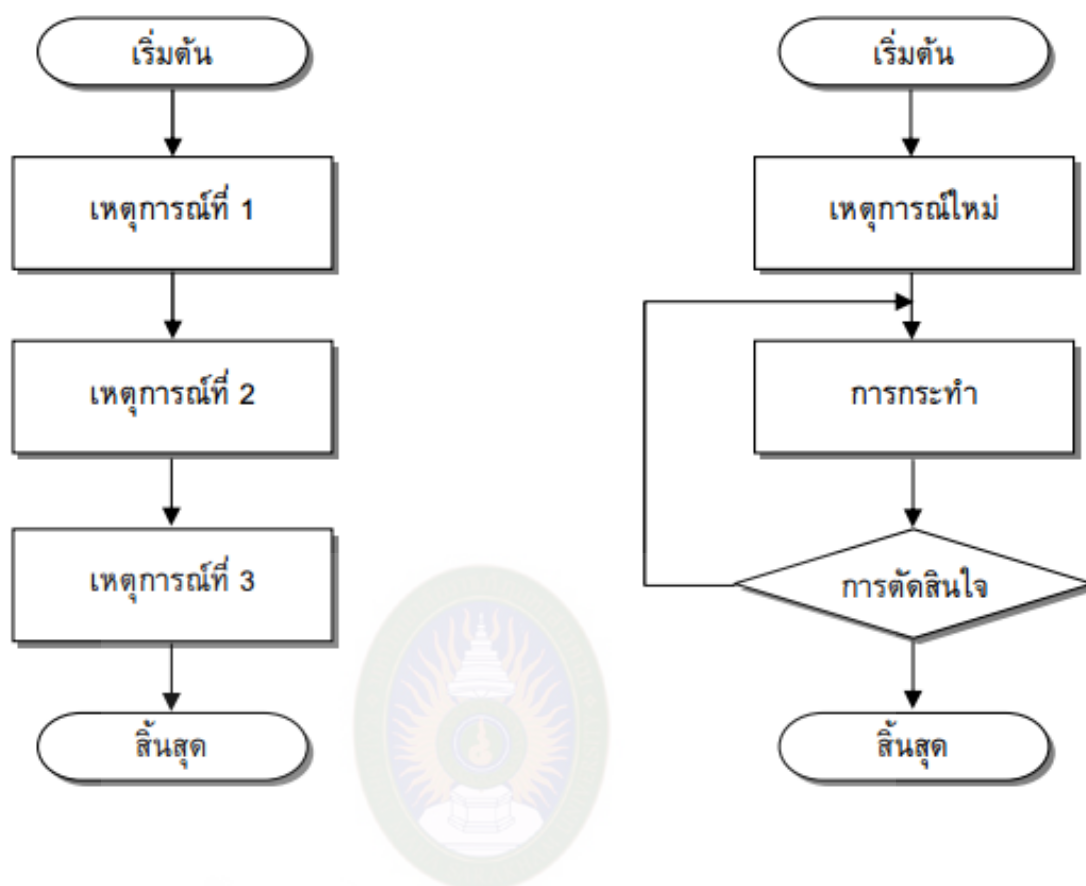 เริ่มต้น
เหตุการณ์ที่ 1
เหตุการณ์ที่ 2
เหตุการณ์ที่ 3
สิ้นสุด
เริ่มต้น
เหตุการณ์ใหม่
การกระทำ
การตัดสินใจ
สิ้นสุด